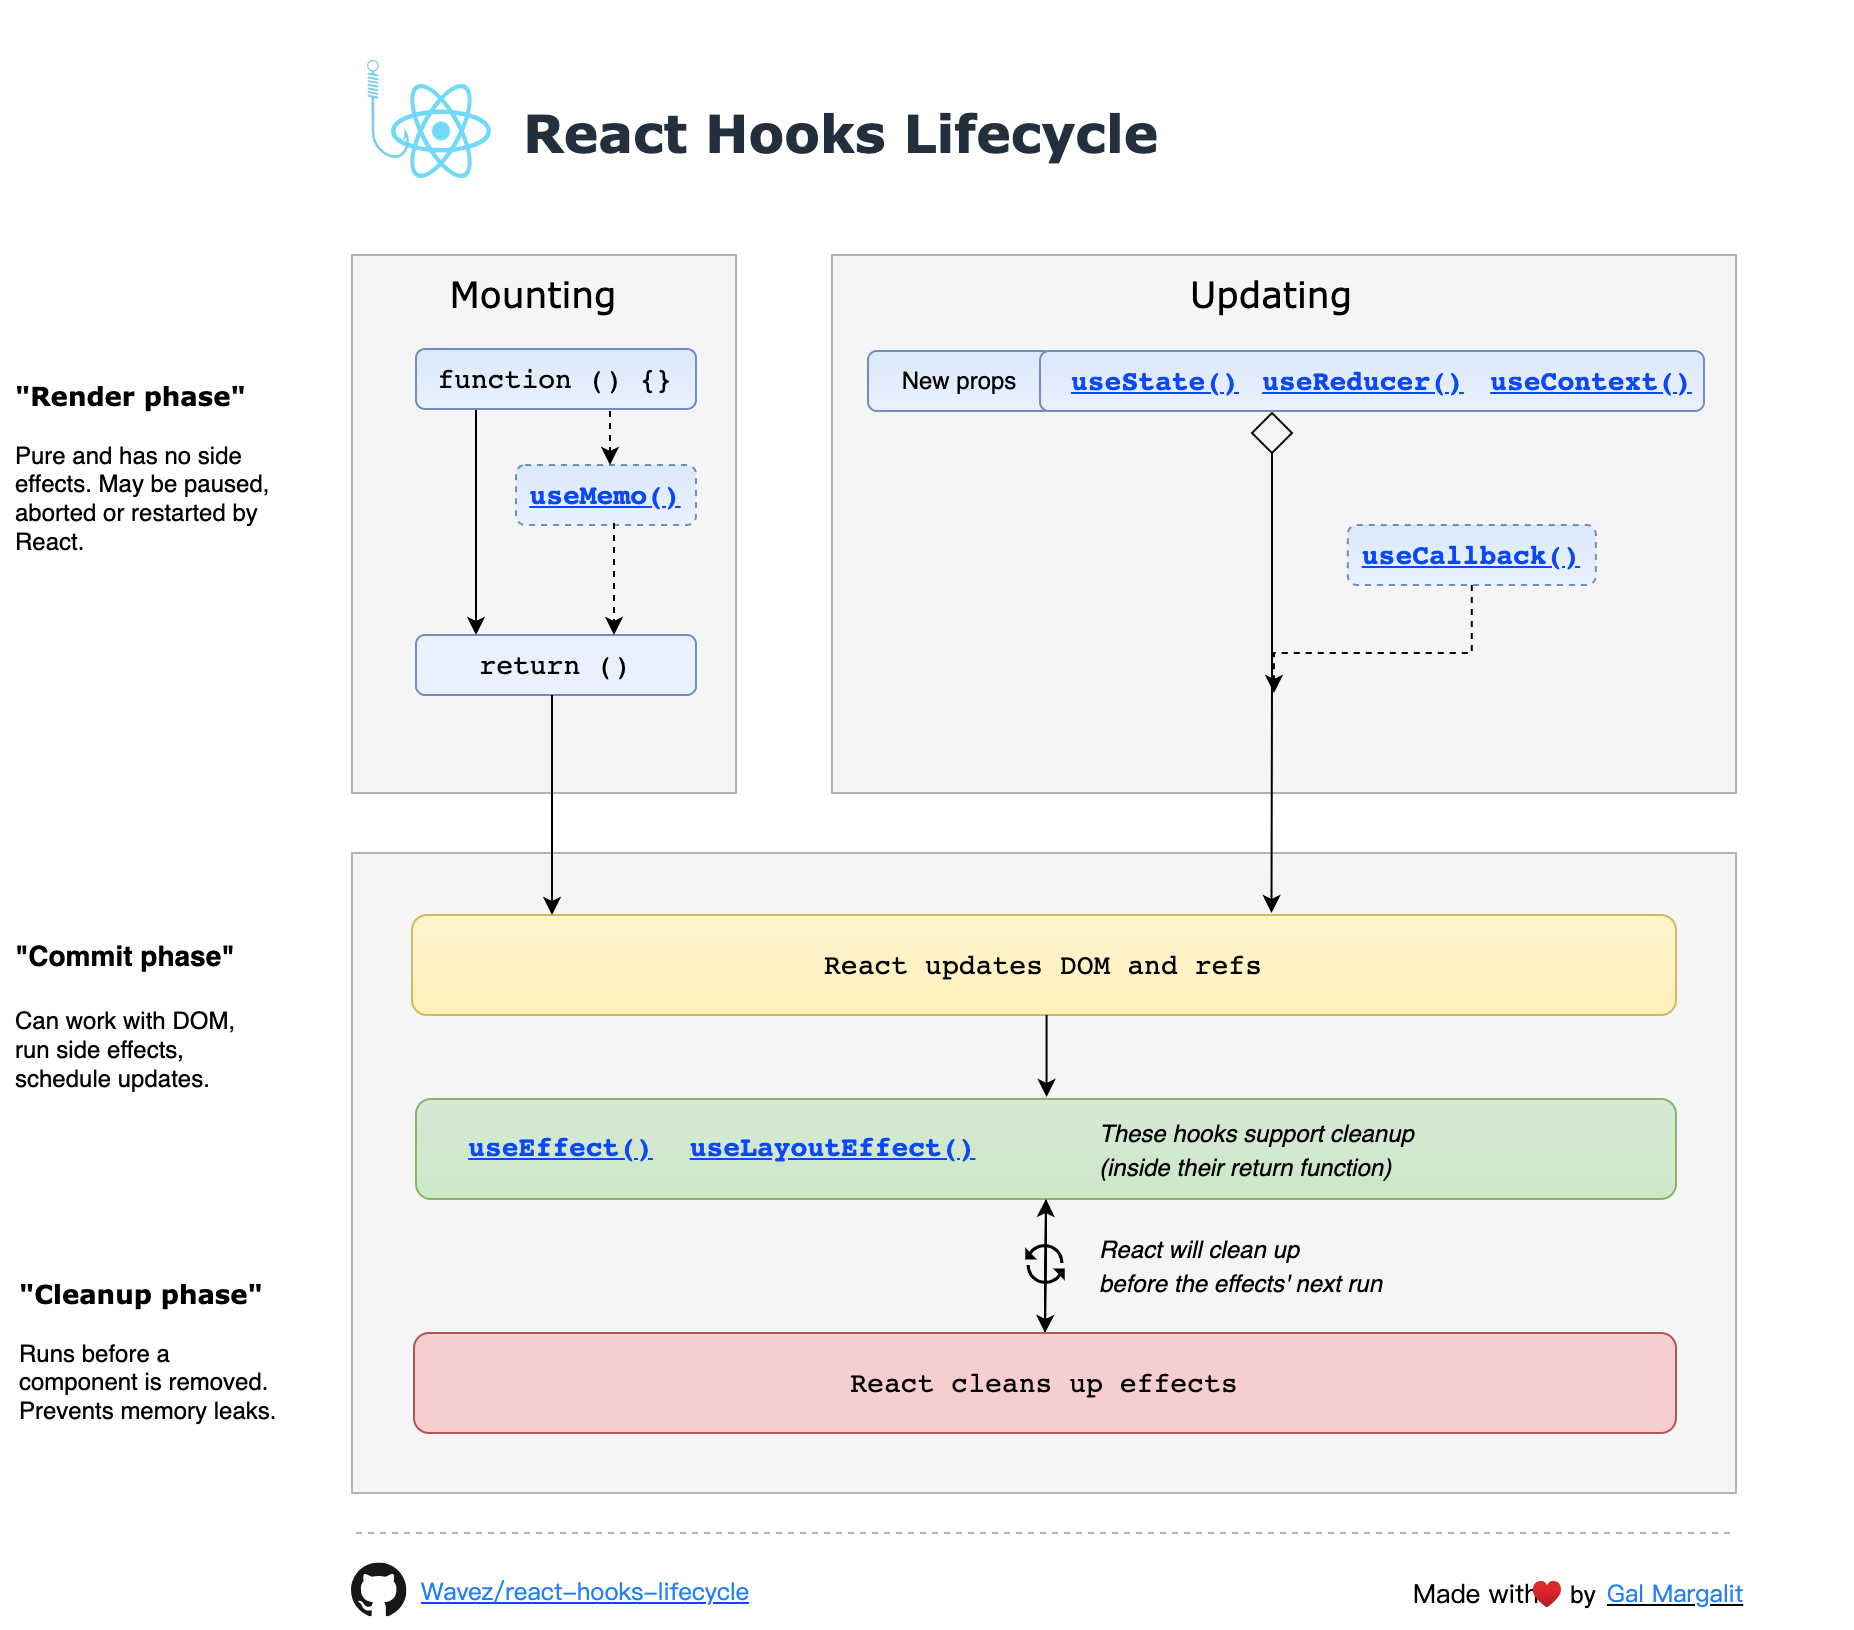 React Hooks Lifecycle
Mounting
Updating
"Render phase"
Pure and has no side
effects. May be paused,
aborted or restarted by
React.
function () {}
useMemo()
return ()
New props
useState() useReducer() useContext()
useCallback()
"Commit phase"
Can work with DOM,
run side effects,
schedule updates.
React updates DOM and refs
useEffect() useLayoutEffect()
These hooks support cleanup
(inside their return function)
React will clean up
before the effects' next run
"Cleanup phase"
Runs before a
component is removed.
Prevents memory leaks.
React cleans up effects
Wavez/react-hooks-lifecycle
Made with by Gal Margalit